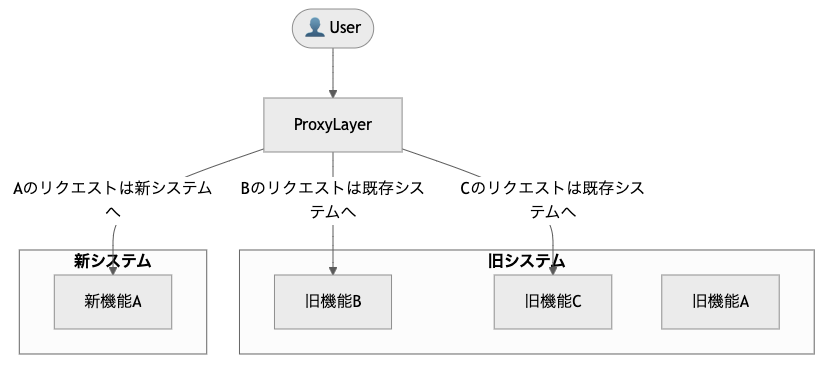 User
ProxyLayer
Aのリクエストは新システム
へ
Bのリクエストは既存シス
テムへ
Cのリクエストは既存シス
テムへ
新システム
旧システム
新機能A
旧機能B
旧機能C
旧機能A